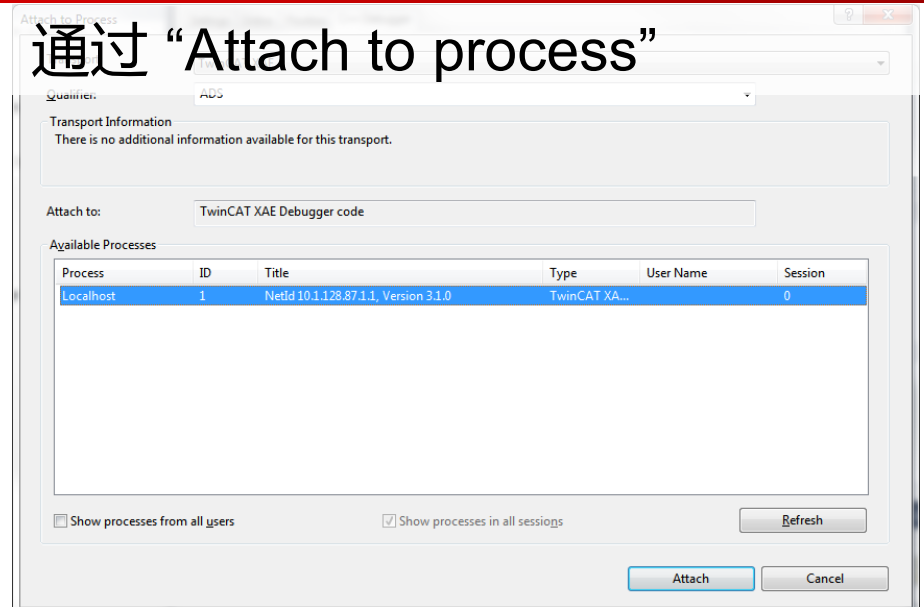 Attach to Process
通过 “Attach to process”
Qualifier:
ADS
Transport Information
There is no additional information available for this transport.
Attach to:
TwinCAT XAE Debugger code
Available Processes
Process ID Title Type User Name Session
Localhost 1 NetId 10.1.128.87.1.1, Version 3.1.0 TwinCAT XA... 0
Show processes from all users
Show processes in all sessions
Refresh
Attach
Cancel